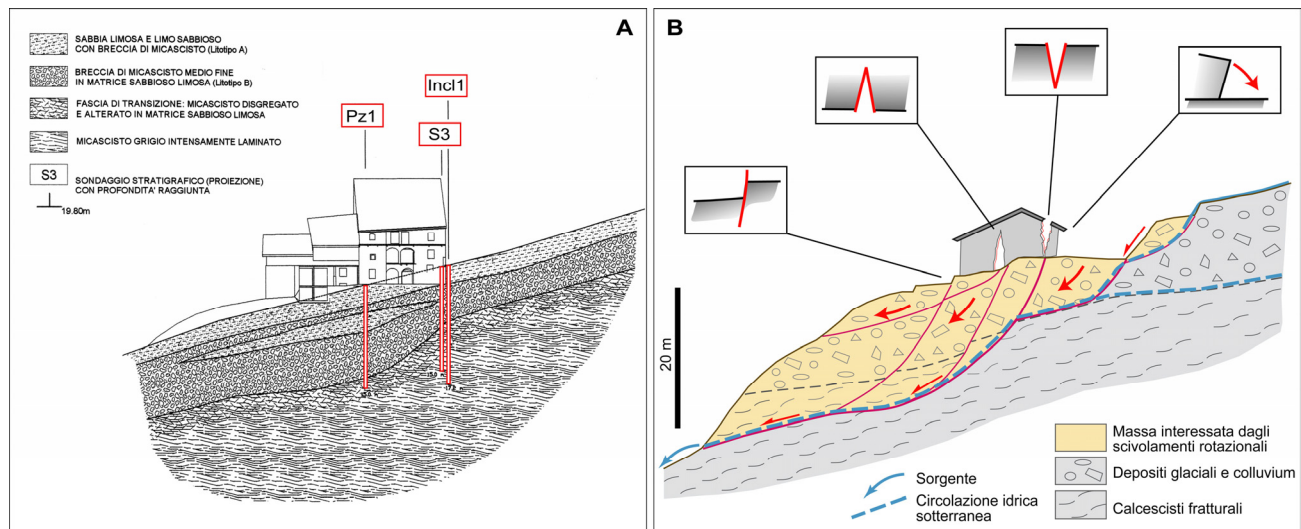 A
SABBIA LIMOSA E LIMO SABBIOSO
CON BRECCIA DI MICASCISTO (Litotipo A)
BRECCIA DI MICASCISTO MEDIO FINE
IN MATRICE SABBIOSO LIMOSA (Litotipo B)
FASCIA DI TRANSIZIONE: MICASCISTO DISGREGATO
E ALTERATO IN MATRICE SABBIOSO LIMOSA
MICASCISTO GRIGIO INTENSAMENTE LAMINATO
S3
SONDAGGIO STRATIGRAFICO (PROIEZIONE)
CON PROFONDITA' RAGGIUNTA
19.80m
Incl1
Pz1
S3
B
20 m
Massa interessata dagli
scivolamenti rotazionali
Depositi glaciali e colluvium
Calcescisti fratturali
Sorgente
Circolazione idrica
sotterranea